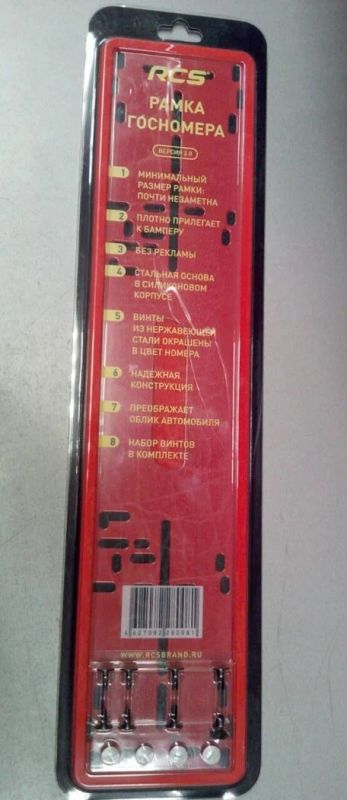 RCS
РАМКА
ГОСНОМЕРА
ВЕРСИЯ 3.0
1 МИНИМАЛЬНЫЙ
РАЗМЕР РАМКИ:
ПОЧТИ НЕЗАМЕТНА
2 ПЛОТНО ПРИЛЕГАЕТ
К БАМПЕРУ
3 БЕЗ РЕКЛАМЫ
4 СТАЛЬНАЯ ОСНОВА
В СИЛИКОНОВОМ
КОРПУСЕ
5 ВИНТЫ
ИЗ НЕРЖАВЕЮЩЕЙ
СТАЛИ ОКРАШЕНЫ
В ЦВЕТ НОМЕРА
6 НАДЕЖНАЯ
КОНСТРУКЦИЯ
7 ПРЕОБРАЖАЕТ
ОБЛИК АВТОМОБИЛЯ
8 НАБОР ВИНТОВ
В КОМПЛЕКТЕ
WWW.RCSBRAND.RU